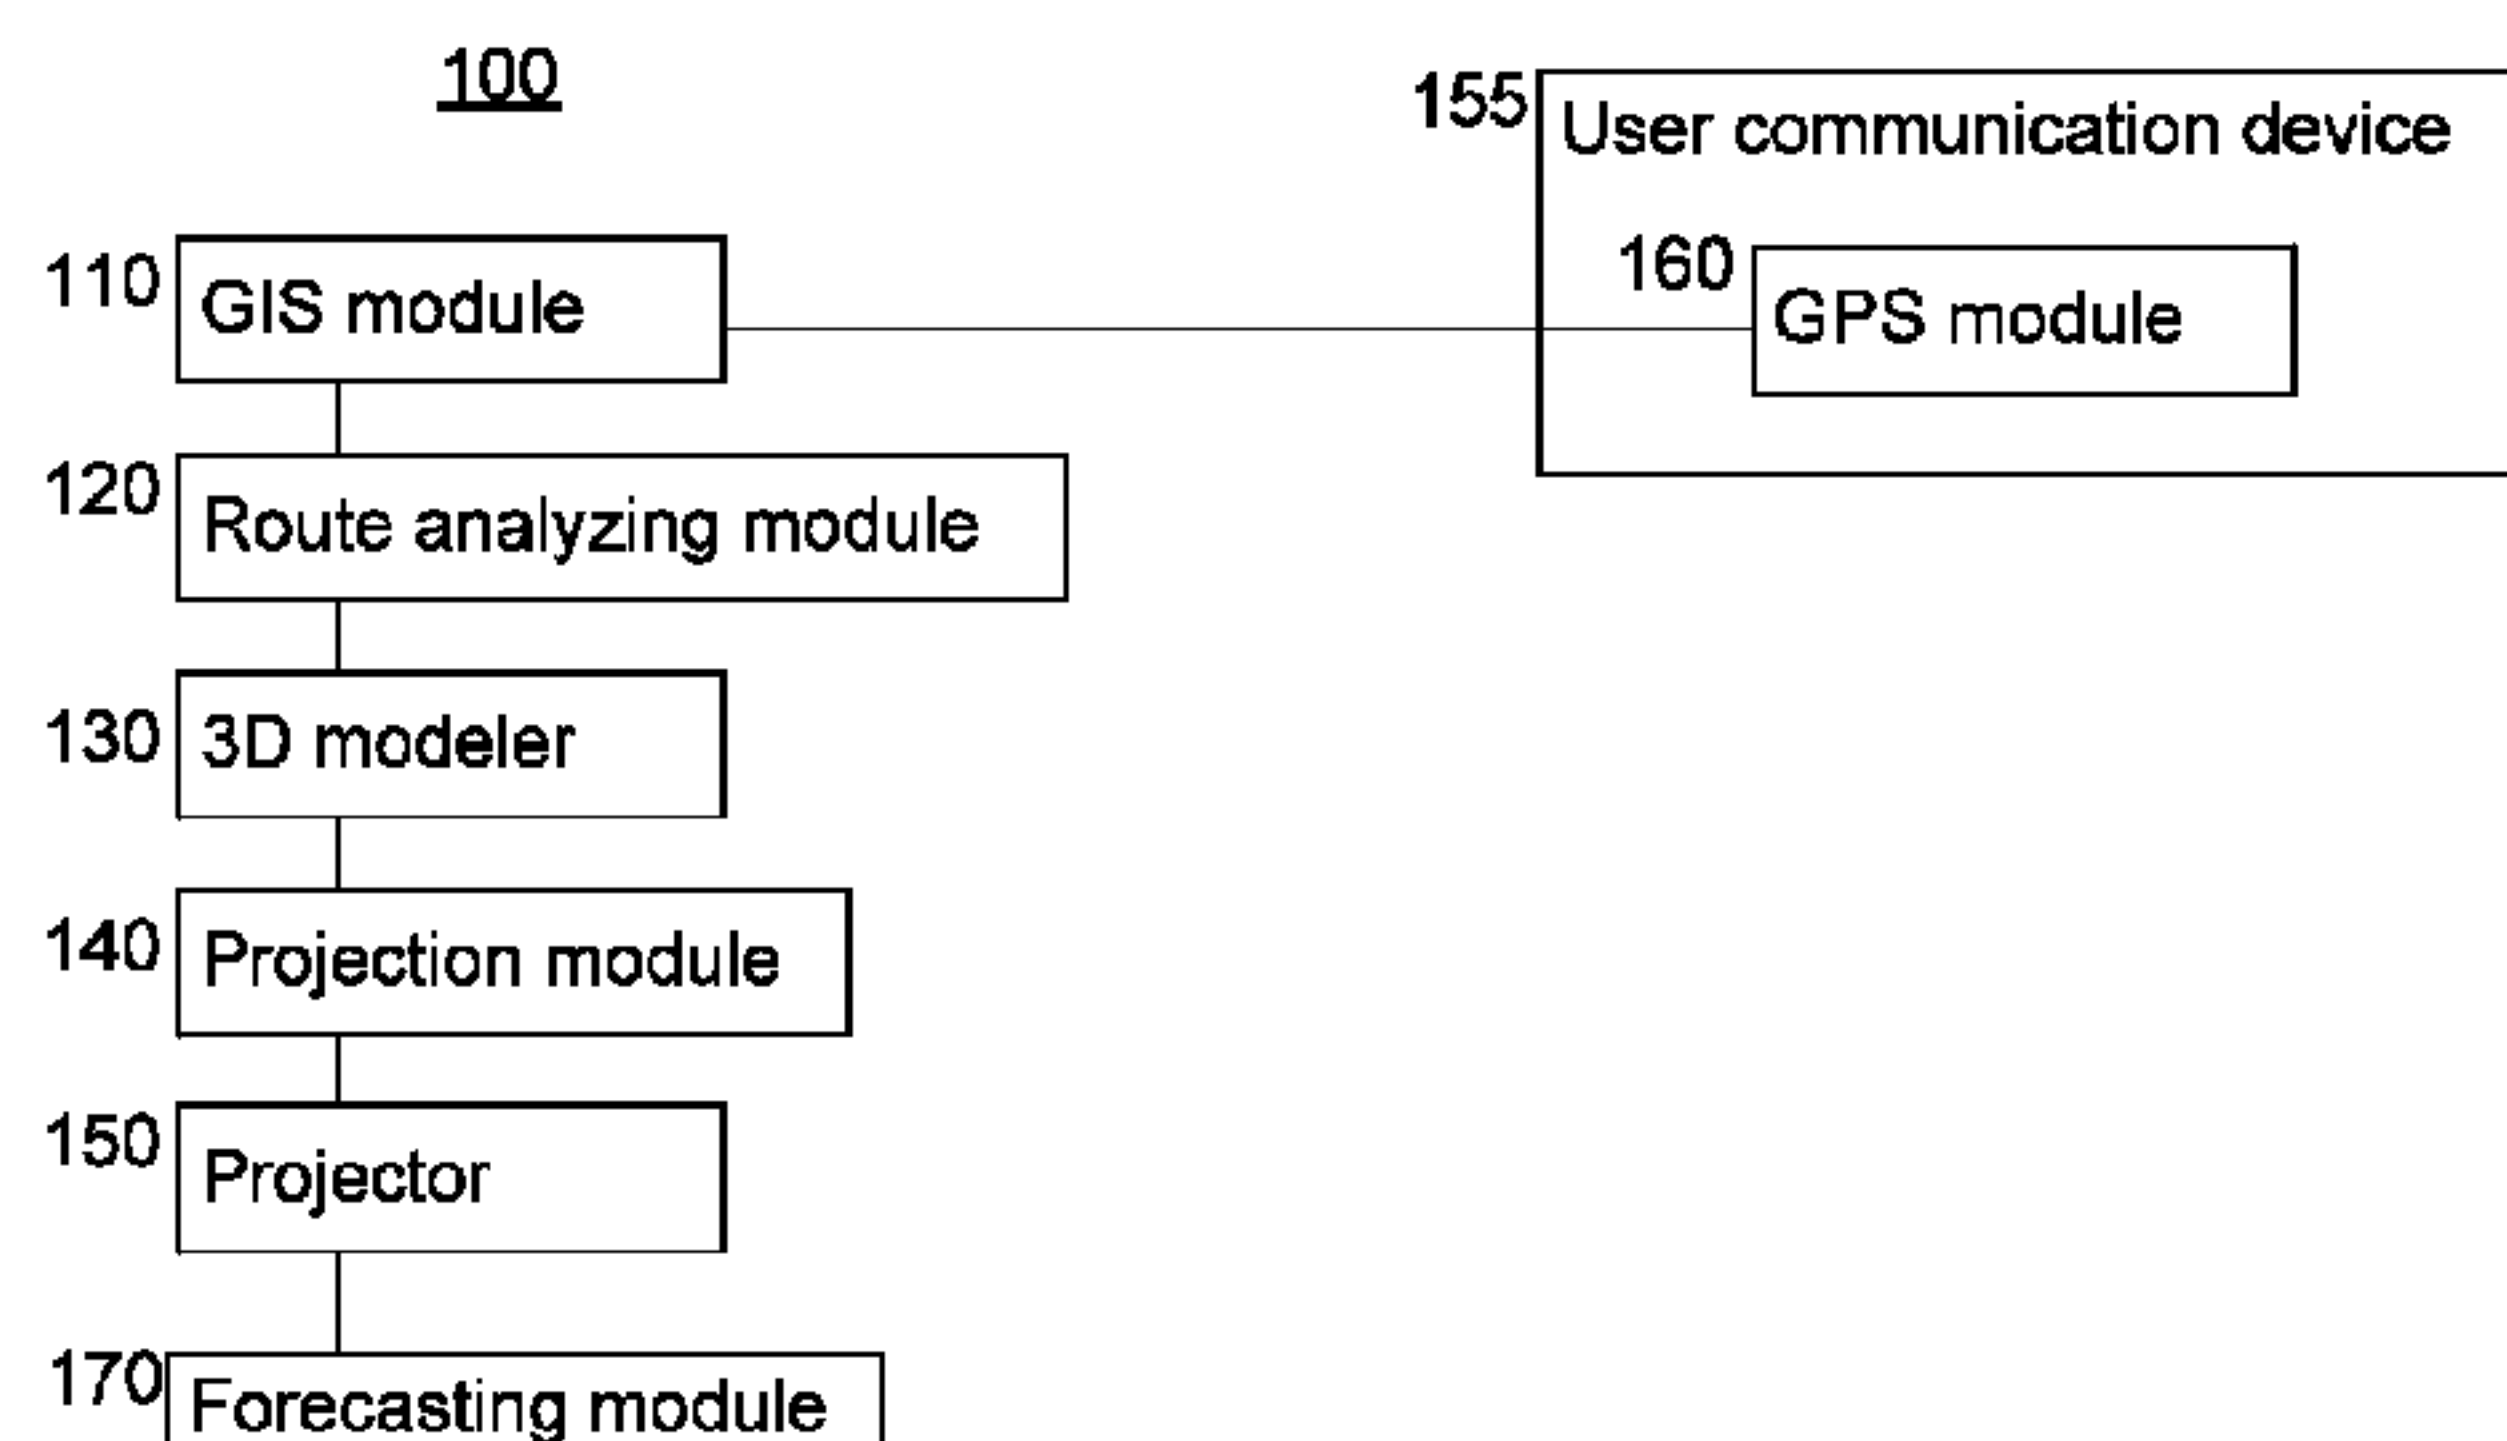 100
155 User communication device
110 GIS module
160 GPS module
120 Route analyzing module
130 3D modeler
140 Projection module
150 Projector
170 Forecasting module